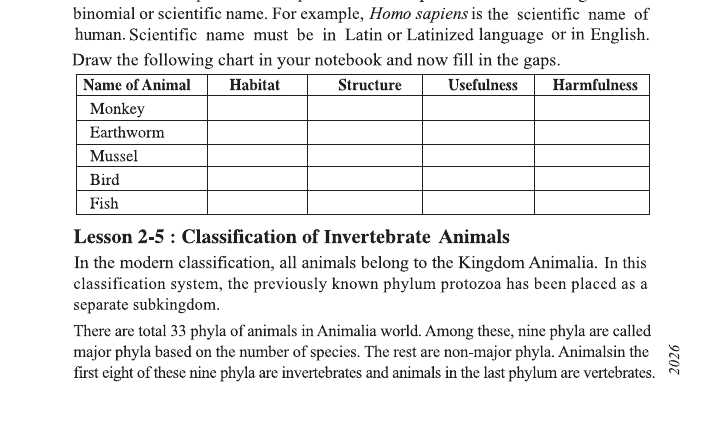 binomial or scientific name. For example, Homo sapiens is the scientific name of
human. Scientific name must be in Latin or Latinized language or in English.
Draw the following chart in your notebook and now fill in the gaps.
Name of Animal Habitat Structure Usefulness Harmfulness
Monkey
Earthworm
Mussel
Bird
Fish
Lesson 2-5 : Classification of Invertebrate Animals
In the modern classification, all animals belong to the Kingdom Animalia. In this
classification system, the previously known phylum protozoa has been placed as a
separate subkingdom.
There are total 33 phyla of animals in Animalia world. Among these, nine phyla are called
major phyla based on the number of species. The rest are non-major phyla. Animalsin the
first eight of these nine phyla are invertebrates and animals in the last phylum are vertebrates.
2026